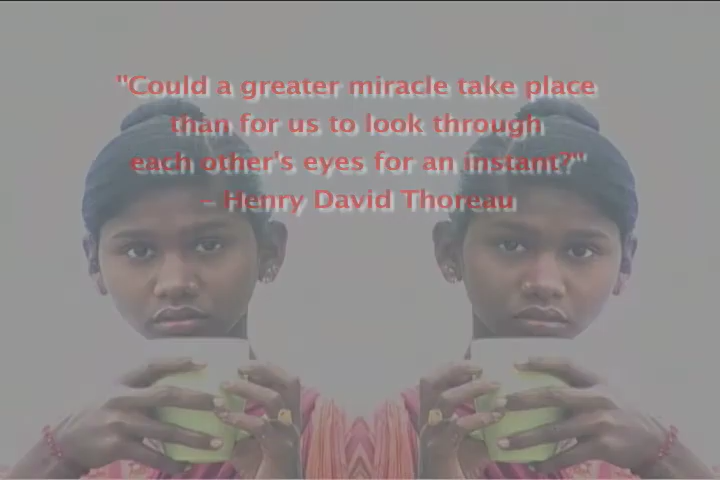 "Could a greater miracle take place
than for us to look through
each other's eyes for an instant?"
- Henry David Thoreau